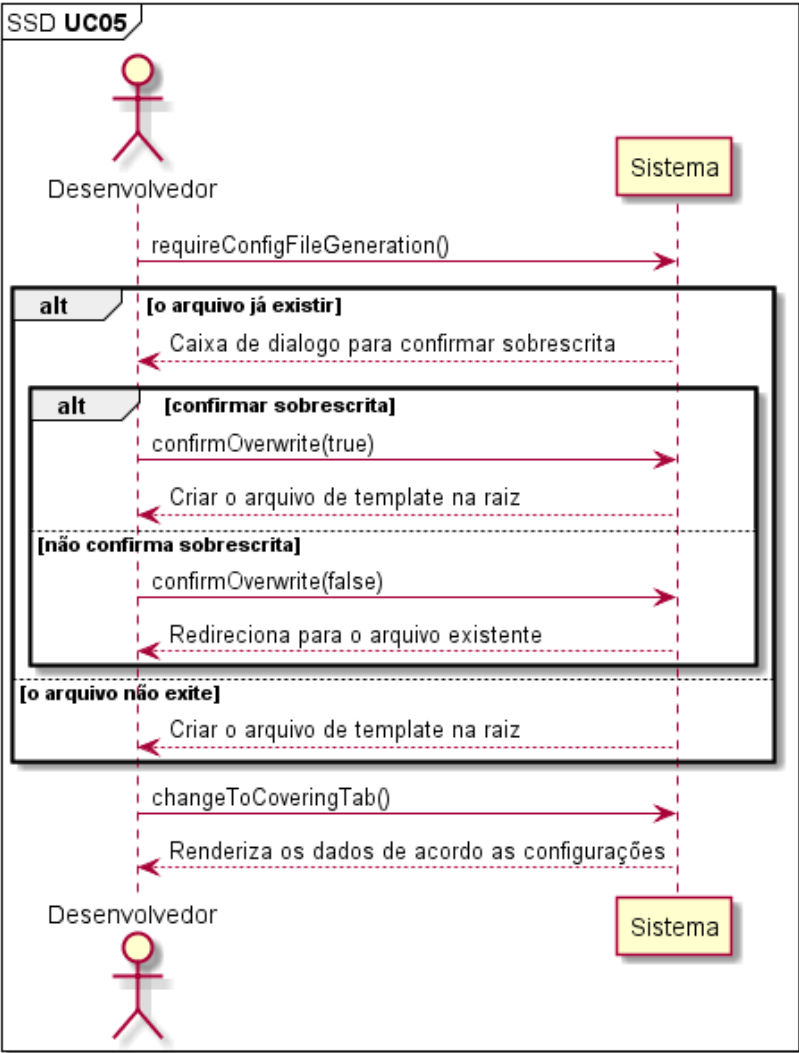 SSD UC05
Desenvolvedor
Sistema
requireConfigFileGeneration()
alt [o arquivo já existir]
Caixa de dialogo para confirmar sobrescrita
alt [confirmar sobrescrita]
confirmOverwrite(true)
Criar o arquivo de template na raiz
[não confirma sobrescrita]
confirmOverwrite(false)
Redireciona para o arquivo existente
[o arquivo não exite]
Criar o arquivo de template na raiz
changeToCoveringTab()
Renderiza os dados de acordo as configurações
Desenvolvedor
Sistema